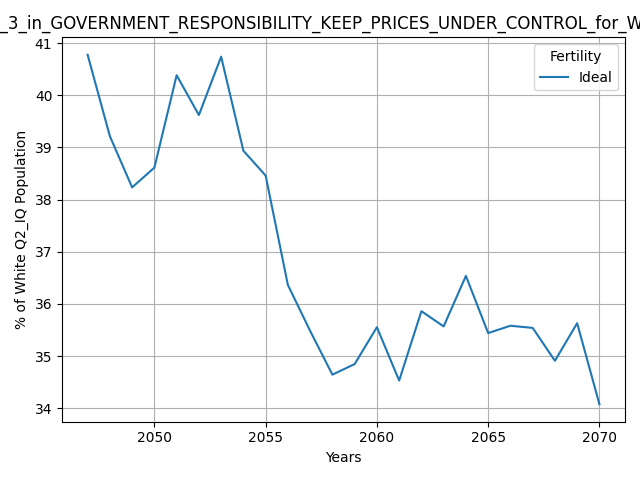 _3_in_GOVERNMENT_RESPONSIBILITY_KEEP_PRICES_UNDER_CONTROL_for_W
Fertility
Ideal
41
40
39
38
37
36
35
34
% of White Q2_IQ Population
2050 2055 2060 2065 2070
Years